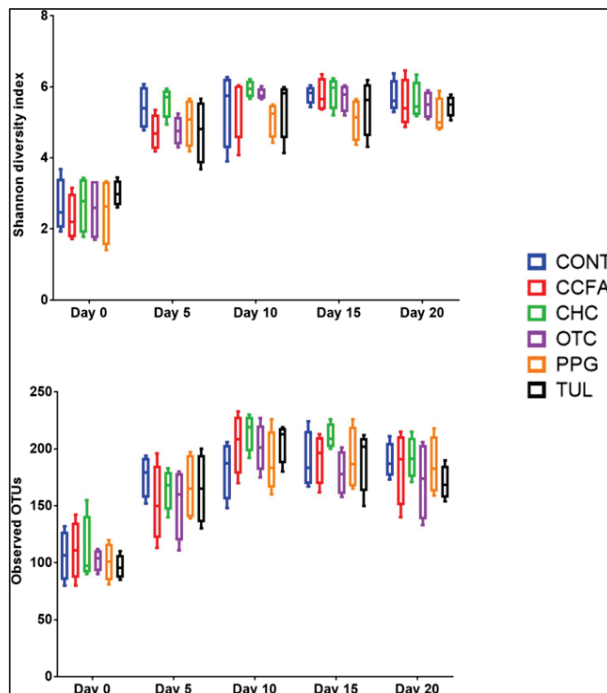 8
6
4
2
0
Shannon diversity index
Day 0 Day 5 Day 10 Day 15 Day 20
CONT
CCFA
CHC
OTC
PPG
TUL
250
200
150
100
50
0
Observed OTUs
Day 0 Day 5 Day 10 Day 15 Day 20